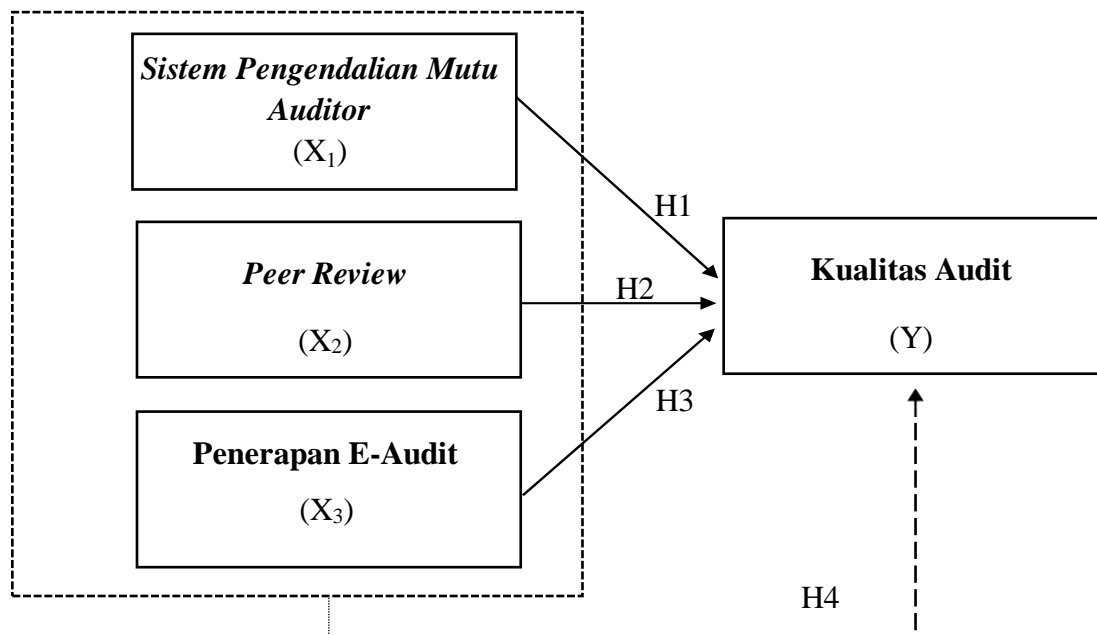 Sistem Pengendalian Mutu
Auditor
(X₁)
H1
Peer Review
(X₂)
H2
Kualitas Audit
(Y)
H3
Penerapan E-Audit
(X₃)
H4